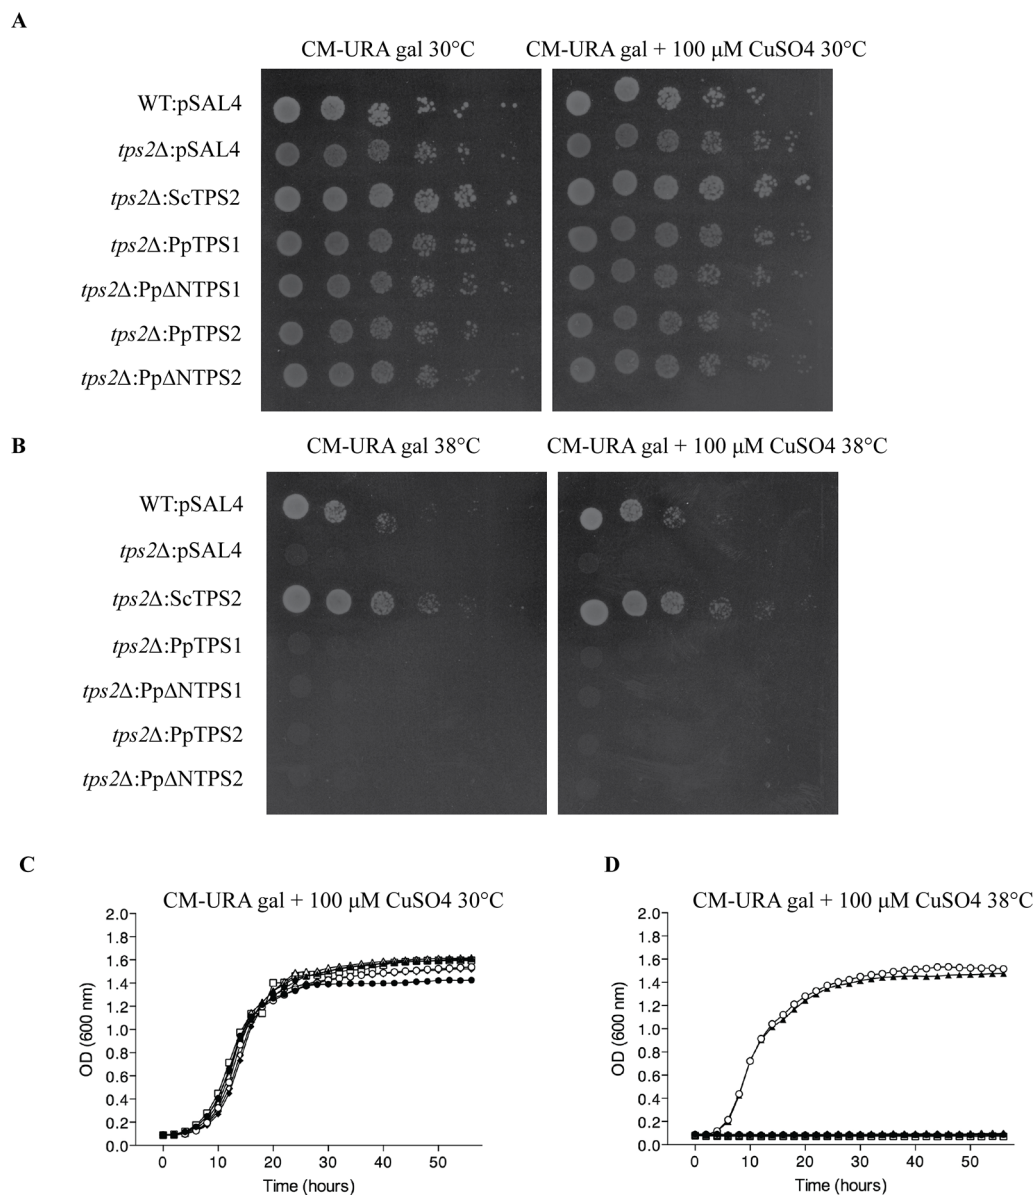 A
CM-URA gal 30°C
CM-URA gal + 100 μM CuSO4 30°C
WT:pSAL4
tps2Δ:pSAL4
tps2Δ:ScTPS2
tps2Δ:PpTPS1
tps2Δ:PpΔNTPS1
tps2Δ:PpTPS2
tps2Δ:PpΔNTPS2
B
CM-URA gal 38°C
CM-URA gal + 100 μM CuSO4 38°C
WT:pSAL4
tps2Δ:pSAL4
tps2Δ:ScTPS2
tps2Δ:PpTPS1
tps2Δ:PpΔNTPS1
tps2Δ:PpTPS2
tps2Δ:PpΔNTPS2
C
CM-URA gal + 100 μM CuSO4 30°C
2.0
1.8
1.6
1.4
1.2
1.0
0.8
0.6
0.4
0.2
0.0
OD (600 nm)
0 10 20 30 40 50
Time (hours)
D
CM-URA gal + 100 μM CuSO4 38°C
2.0
1.8
1.6
1.4
1.2
1.0
0.8
0.6
0.4
0.2
0.0
OD (600 nm)
0 10 20 30 40 50
Time (hours)